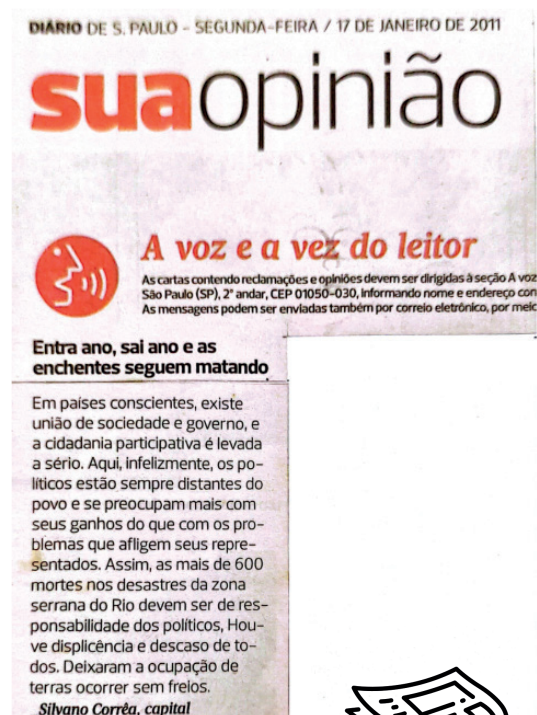 DIÁRIO DE S. PAULO - SEGUNDA-FEIRA / 17 DE JANEIRO DE 2011
suaopinião
A voz e a vez do leitor
As cartas contendo reclamações e opiniões devem ser dirigidas à seção A voz
São Paulo (SP), 2º andar, CEP 01050-030, informando nome e endereço con
As mensagens podem ser enviadas também por correio eletrônico, por meic
Entra ano, sai ano e as
enchentes seguem matando
Em países conscientes, existe
união de sociedade e governo, e
a cidadania participativa é levada
a sério. Aqui, infelizmente, os po-
líticos estão sempre distantes do
povo e se preocupam mais com
seus ganhos do que com os pro-
blemas que afligem seus repre-
sentados. Assim, as mais de 600
mortes nos desastres da zona
serrana do Rio devem ser de res-
ponsabilidade dos políticos, Hou-
ve displicência e descaso de to-
dos. Deixaram a ocupação de
terras ocorrer sem freios.
Silvano Corrêa, capital